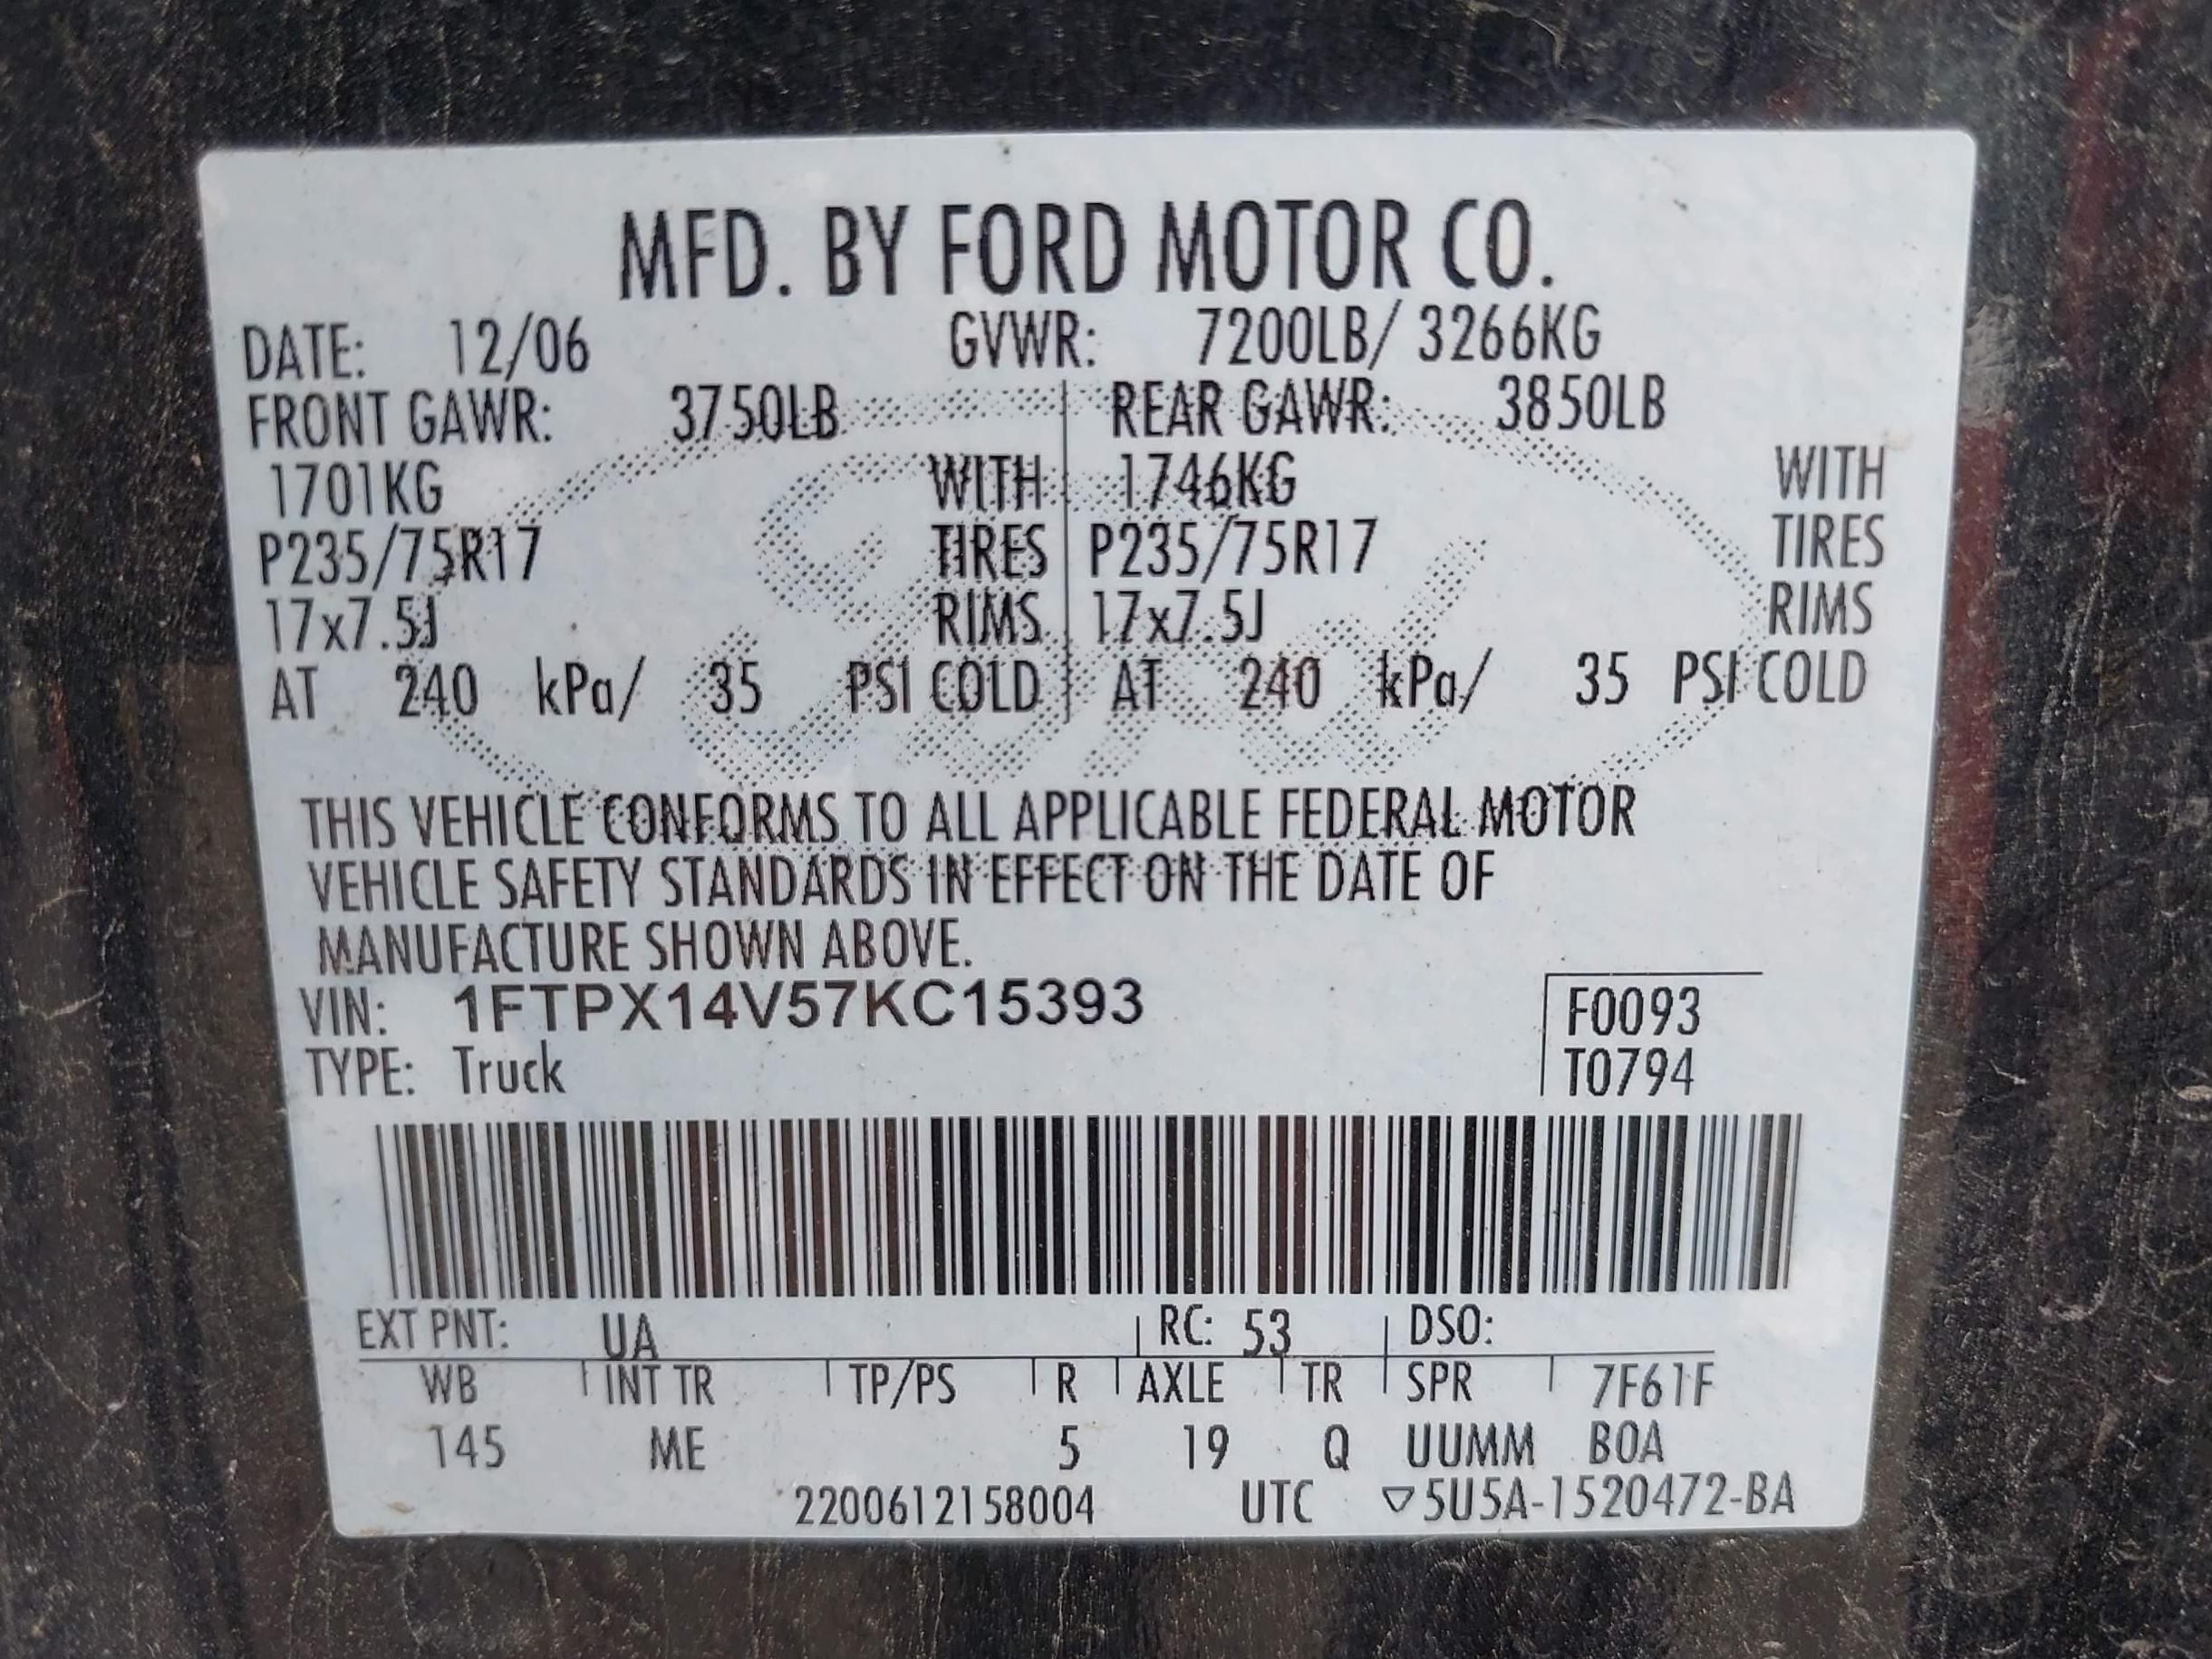 MFD. BY FORD MOTOR CO.
DATE: 12/06 GVWR: 7200LB/ 3266KG
FRONT GAWR: 3750LB REAR GAWR: 3850LB
1701KG WITH 1746KG WITH
P235/75R17 TIRES P235/75R17 TIRES
17x7.5J RIMS 17x7.5J RIMS
AT 240 kPa/ 35 PSI COLD AT 240 kPa/ 35 PSI COLD
THIS VEHICLE CONFORMS TO ALL APPLICABLE FEDERAL MOTOR
VEHICLE SAFETY STANDARDS IN EFFECT ON THE DATE OF
MANUFACTURE SHOWN ABOVE.
VIN: 1FTPX14V57KC15393 F0093
TYPE: Truck T0794
EXT PNT: UA RC: 53 DSO:
WB INT TR TP/PS R AXLE TR SPR 7F61F
145 ME 5 19 Q UUMM BOA
2200612158004 UTC ▽5U5A-1520472-BA